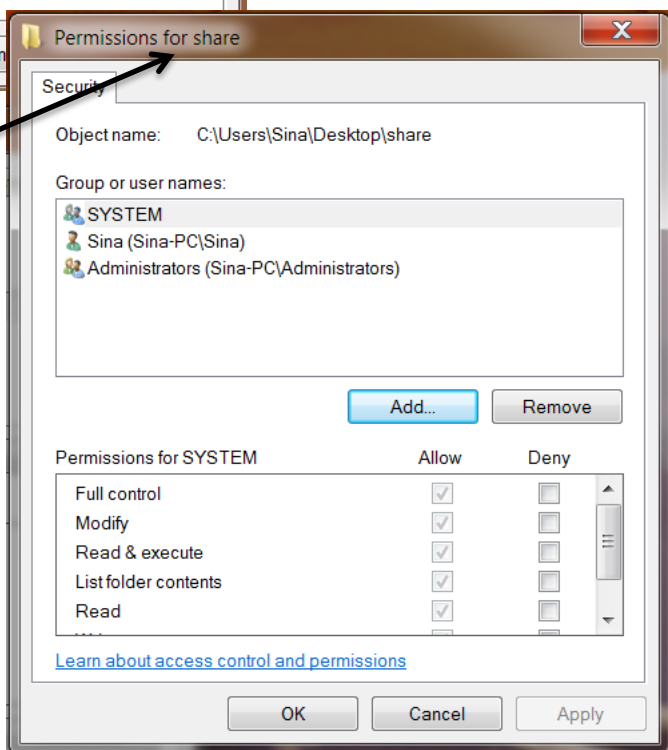 Permissions for share
Security
Object name: C:\Users\Sina\Desktop\share
Group or user names:
SYSTEM
Sina (Sina-PC\Sina)
Administrators (Sina-PC\Administrators)
Add... Remove
Permissions for SYSTEM Allow Deny
Full control
Modify
Read & execute
List folder contents
Read
Learn about access control and permissions
OK Cancel Apply